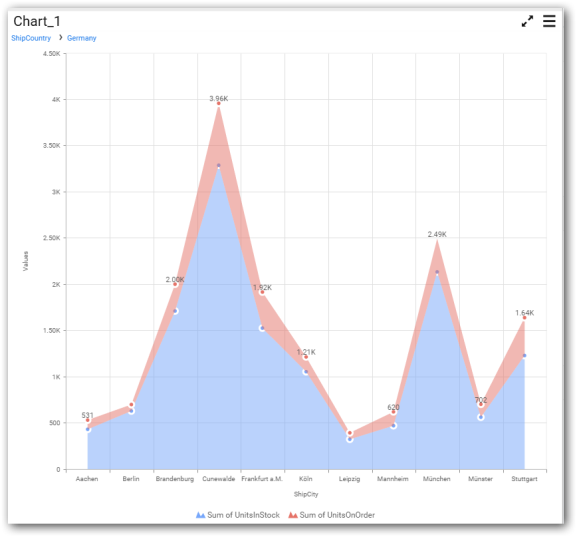 Chart_1
ShipCountry > Germany
4.50K
4K
3.50K
3K
2.50K
2K
1.50K
1K
500
0
Values
531
2.00K
3.96K
1.92K
1.21K
620
2.49K
702
1.64K
Aachen Berlin Brandenburg Cunewalde Frankfurt a.M. Köln Leipzig Mannheim München Münster Stuttgart
ShipCity
Sum of UnitsInStock Sum of UnitsOnOrder